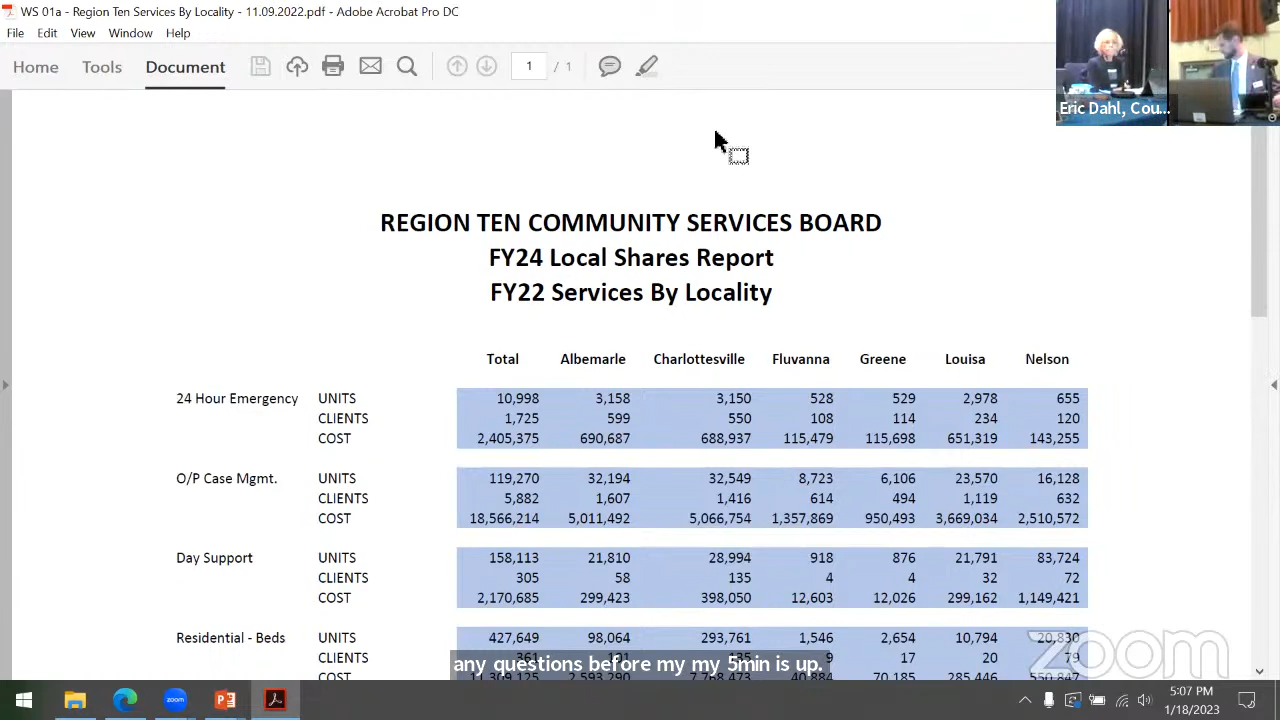 WS 01a - Region Ten Services By Locality - 11.09.2022.pdf - Adobe Acrobat Pro DC
File Edit View Window Help
Home Tools Document 1 / 1
Eric Dahl, Cou...
REGION TEN COMMUNITY SERVICES BOARD
FY24 Local Shares Report
FY22 Services By Locality
Total Albemarle Charlottesville Fluvanna Greene Louisa Nelson
24 Hour Emergency UNITS 10,998 3,158 3,150 528 529 2,978 655
CLIENTS 1,725 599 550 108 114 234 120
COST 2,405,375 690,687 688,937 115,479 115,698 651,319 143,255
O/P Case Mgmt. UNITS 119,270 32,194 32,549 8,723 6,106 23,570 16,128
CLIENTS 5,882 1,607 1,416 614 494 1,119 632
COST 18,566,214 5,011,492 5,066,754 1,357,869 950,493 3,669,034 2,510,572
Day Support UNITS 158,113 21,810 28,994 918 876 21,791 83,724
CLIENTS 305 58 135 4 4 32 72
COST 2,170,685 299,423 398,050 12,603 12,026 299,162 1,149,421
Residential - Beds UNITS 427,649 98,064 293,761 1,546 2,654 10,794 20,830
CLIENTS 9 17 20 79
any questions before my my 5min is up.
COST 70,185 285,446
zoom
zoom
5:07 PM
1/18/2023